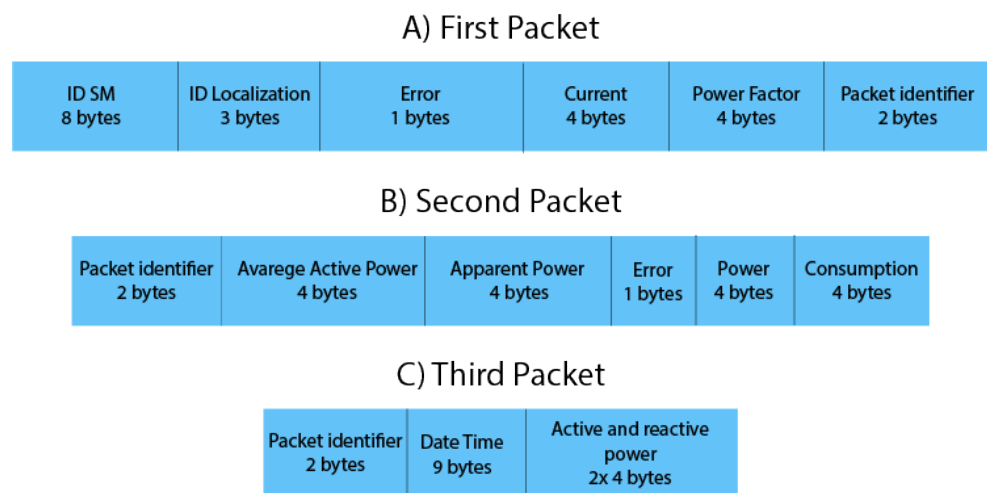 A) First Packet
ID SM
8 bytes
ID Localization
3 bytes
Error
1 bytes
Current
4 bytes
Power Factor
4 bytes
Packet identifier
2 bytes
B) Second Packet
Packet identifier
2 bytes
Avarege Active Power
4 bytes
Apparent Power
4 bytes
Error
1 bytes
Power
4 bytes
Consumption
4 bytes
C) Third Packet
Packet identifier
2 bytes
Date Time
9 bytes
Active and reactive
power
2x 4 bytes